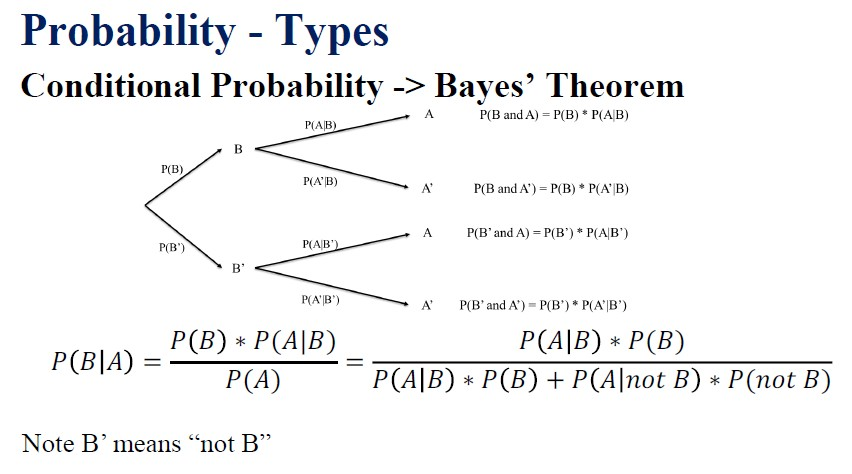 Probability - Types
Conditional Probability -> Bayes’ Theorem
P(A|B)
A
P(B and A) = P(B) * P(A|B)
B
P(B)
P(A’|B)
A’
P(B and A’) = P(B) * P(A’|B)
P(B’)
P(A|B’)
A
P(B’ and A) = P(B’) * P(A|B’)
B’
P(A’|B’)
A’
P(B’ and A’) = P(B’) * P(A’|B’)
P(B|A) = P(B) * P(A|B) / P(A) = P(A|B) * P(B) / P(A|B) * P(B) + P(A|not B) * P(not B)
Note B’ means “not B”